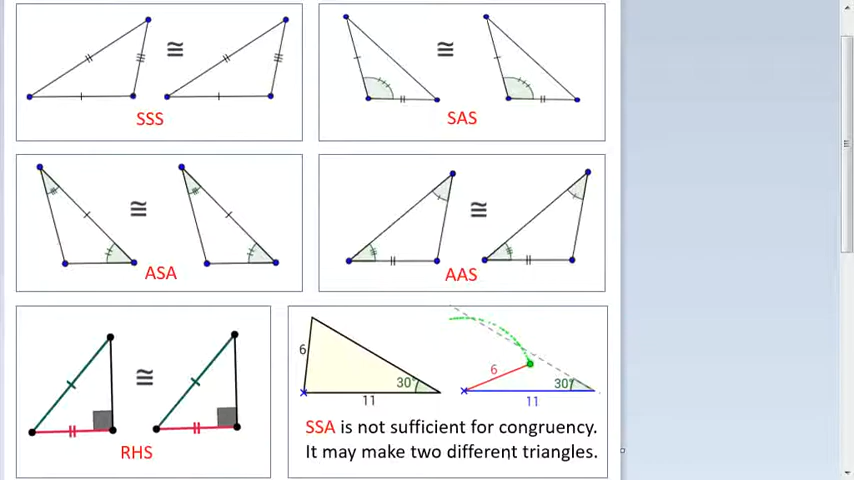 ≅
SSS
≅
SAS
≅
ASA
≅
AAS
≅
RHS
6
30°
11
6
30°
11
SSA is not sufficient for congruency.
It may make two different triangles.